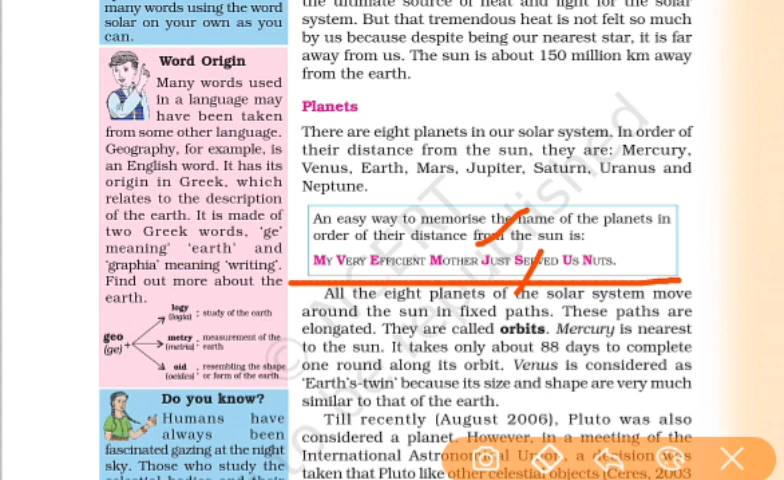 many words using the word
solar on your own as you
can.
Word Origin
Many words used
in a language may
have been taken
from some other language.
Geography, for example, is
an English word. It has its
origin in Greek, which
relates to the description
of the earth. It is made of
two Greek words, ‘ge’
meaning ‘earth’ and
‘graphia’ meaning ‘writing’.
Find out more about the
earth.
logy
(logia) : study of the earth
geo
(ge) +
metry
(metria) : measurement of the
earth
oid
(oeides) : resembling the shape
or form of the earth
Do you know?
Humans have
always been
fascinated gazing at the night
sky. Those who study the
the ultimate source of heat and light for the solar
system. But that tremendous heat is not felt so much
by us because despite being our nearest star, it is far
away from us. The sun is about 150 million km away
from the earth.
Planets
There are eight planets in our solar system. In order of
their distance from the sun, they are: Mercury,
Venus, Earth, Mars, Jupiter, Saturn, Uranus and
Neptune.
An easy way to memorise the name of the planets in
order of their distance from the sun is:
MY VERY EFFICIENT MOTHER JUST SERVED US NUTS.
All the eight planets of the solar system move
around the sun in fixed paths. These paths are
elongated. They are called orbits. Mercury is nearest
to the sun. It takes only about 88 days to complete
one round along its orbit. Venus is considered as
‘Earth’s-twin’ because its size and shape are very much
similar to that of the earth.
Till recently (August 2006), Pluto was also
considered a planet. However, in a meeting of the
International Astronomical Union, a decision was
taken that Pluto like other celestial objects (Ceres, 2003